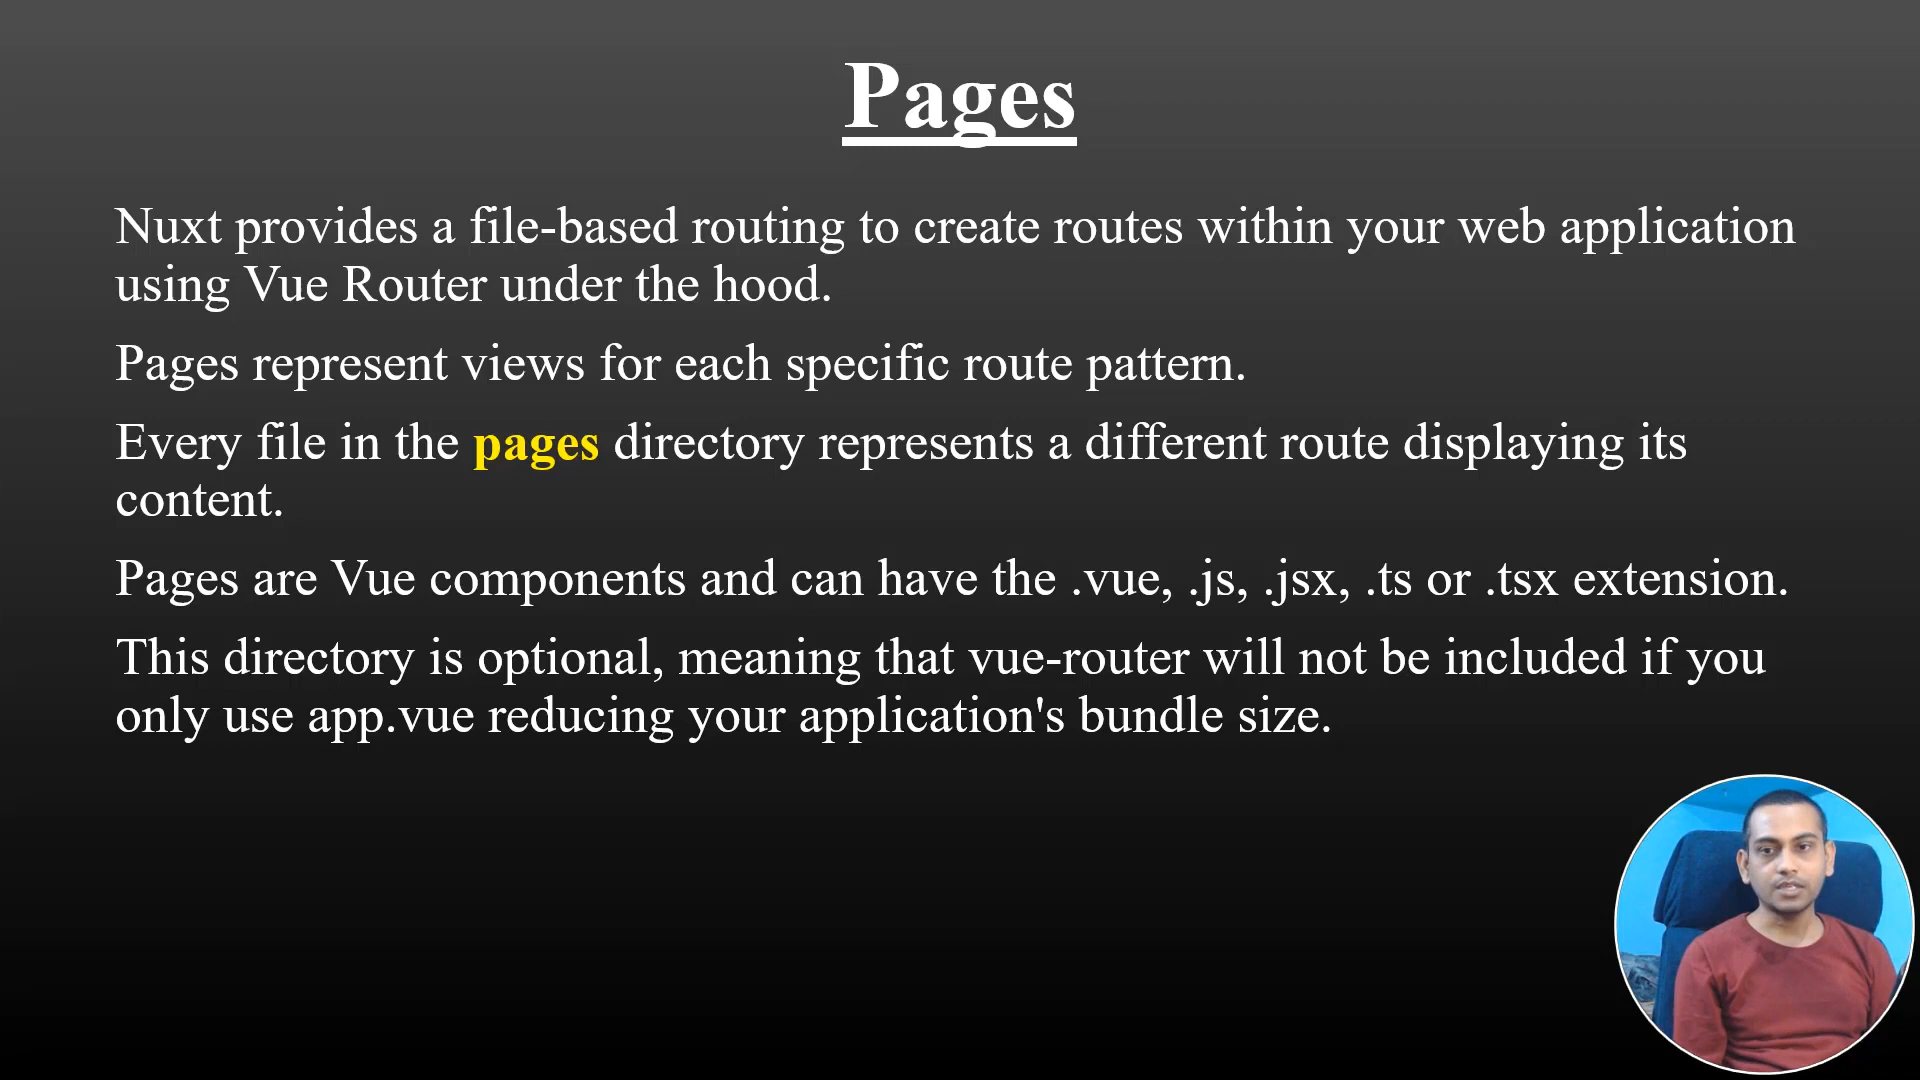 Pages
Nuxt provides a file-based routing to create routes within your web application
using Vue Router under the hood.
Pages represent views for each specific route pattern.
Every file in the pages directory represents a different route displaying its
content.
Pages are Vue components and can have the .vue, .js, .jsx, .ts or .tsx extension.
This directory is optional, meaning that vue-router will not be included if you
only use app.vue reducing your application's bundle size.